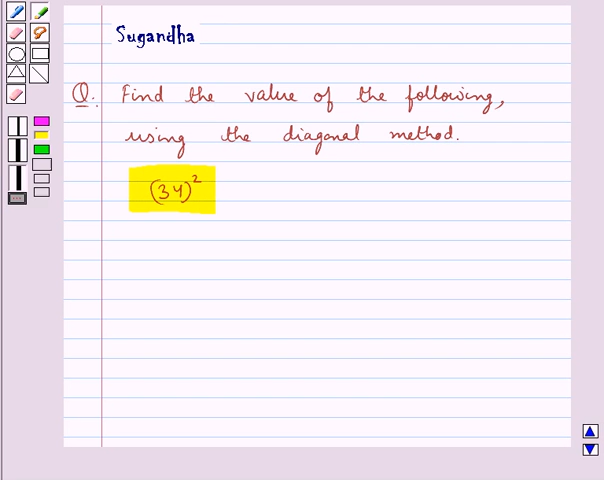 Sugandha
Q. Find the value of the following,
using the diagonal method.
(34)²